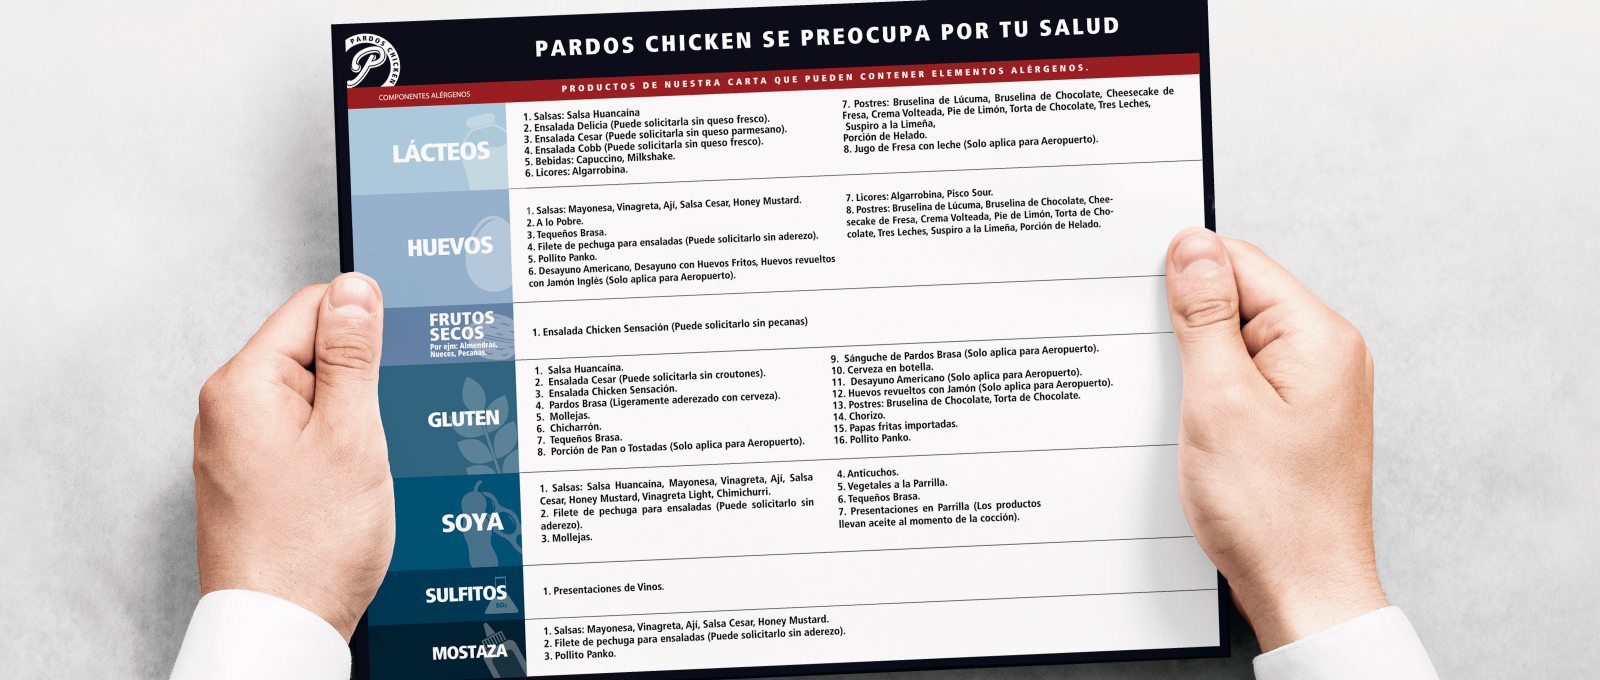 PARDOS CHICKEN
P
PARDOS CHICKEN SE PREOCUPA POR TU SALUD
COMPONENTES ALÉRGENOS
PRODUCTOS DE NUESTRA CARTA QUE PUEDEN CONTENER ELEMENTOS ALÉRGENOS.
LÁCTEOS
1. Salsas: Salsa Huancaína
2. Ensalada Delicia (Puede solicitarla sin queso fresco).
3. Ensalada Cesar (Puede solicitarla sin queso parmesano).
4. Ensalada Cobb (Puede solicitarla sin queso fresco).
5. Bebidas: Capuccino, Milkshake.
6. Licores: Algarrobina.
7. Postres: Bruselina de Lúcuma, Bruselina de Chocolate, Cheesecake de
Fresa, Crema Volteada, Pie de Limón, Torta de Chocolate, Tres Leches,
Suspiro a la Limeña,
Porción de Helado.
8. Jugo de Fresa con leche (Solo aplica para Aeropuerto).
HUEVOS
1. Salsas: Mayonesa, Vinagreta, Ají, Salsa Cesar, Honey Mustard.
2. A lo Pobre.
3. Tequeños Brasa.
4. Filete de pechuga para ensaladas (Puede solicitarlo sin aderezo).
5. Pollito Panko.
6. Desayuno Americano, Desayuno con Huevos Fritos, Huevos revueltos
con Jamón Inglés (Solo aplica para Aeropuerto).
7. Licores: Algarrobina, Pisco Sour.
8. Postres: Bruselina de Lúcuma, Bruselina de Chocolate, Chee-
secake de Fresa, Crema Volteada, Pie de Limón, Torta de Cho-
colate, Tres Leches, Suspiro a la Limeña, Porción de Helado.
FRUTOS
SECOS
Por ejm: Almendras,
Nueces, Pecanas.
1. Ensalada Chicken Sensación (Puede solicitarlo sin pecanas)
GLUTEN
1. Salsa Huancaína.
2. Ensalada Cesar (Puede solicitarla sin croutones).
3. Ensalada Chicken Sensación.
4. Pardos Brasa (Ligeramente aderezado con cerveza).
5. Mollejas.
6. Chicharrón.
7. Tequeños Brasa.
8. Porción de Pan o Tostadas (Solo aplica para Aeropuerto).
9. Sánguche de Pardos Brasa (Solo aplica para Aeropuerto).
10. Cerveza en botella.
11. Desayuno Americano (Solo aplica para Aeropuerto).
12. Huevos revueltos con Jamón (Solo aplica para Aeropuerto).
13. Postres: Bruselina de Chocolate, Torta de Chocolate.
14. Chorizo.
15. Papas fritas importadas.
16. Pollito Panko.
SOYA
1. Salsas: Salsa Huancaína, Mayonesa, Vinagreta, Ají, Salsa
Cesar, Honey Mustard, Vinagreta Light, Chimichurri.
2. Filete de pechuga para ensaladas (Puede solicitarlo sin
aderezo).
3. Mollejas.
4. Anticuchos.
5. Vegetales a la Parrilla.
6. Tequeños Brasa.
7. Presentaciones en Parrilla (Los productos
llevan aceite al momento de la cocción).
SULFITOS
SO₂
1. Presentaciones de Vinos.
MOSTAZA
1. Salsas: Mayonesa, Vinagreta, Ají, Salsa Cesar, Honey Mustard.
2. Filete de pechuga para ensaladas (Puede solicitarlo sin aderezo).
3. Pollito Panko.